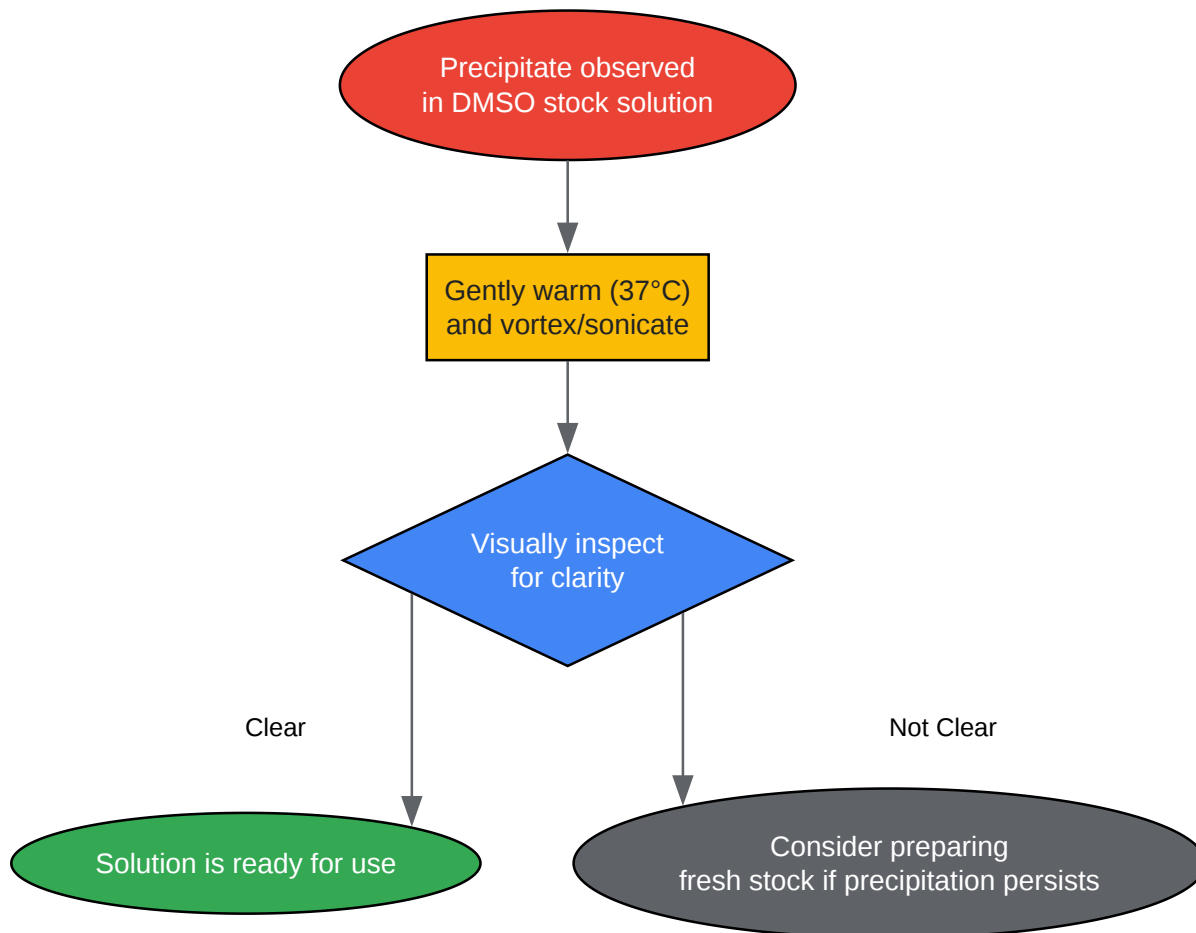 Precipitate observed
in DMSO stock solution
Gently warm (37°C)
and vortex/sonicate
Visually inspect
for clarity
Clear
Not Clear
Solution is ready for use
Consider preparing
fresh stock if precipitation persists